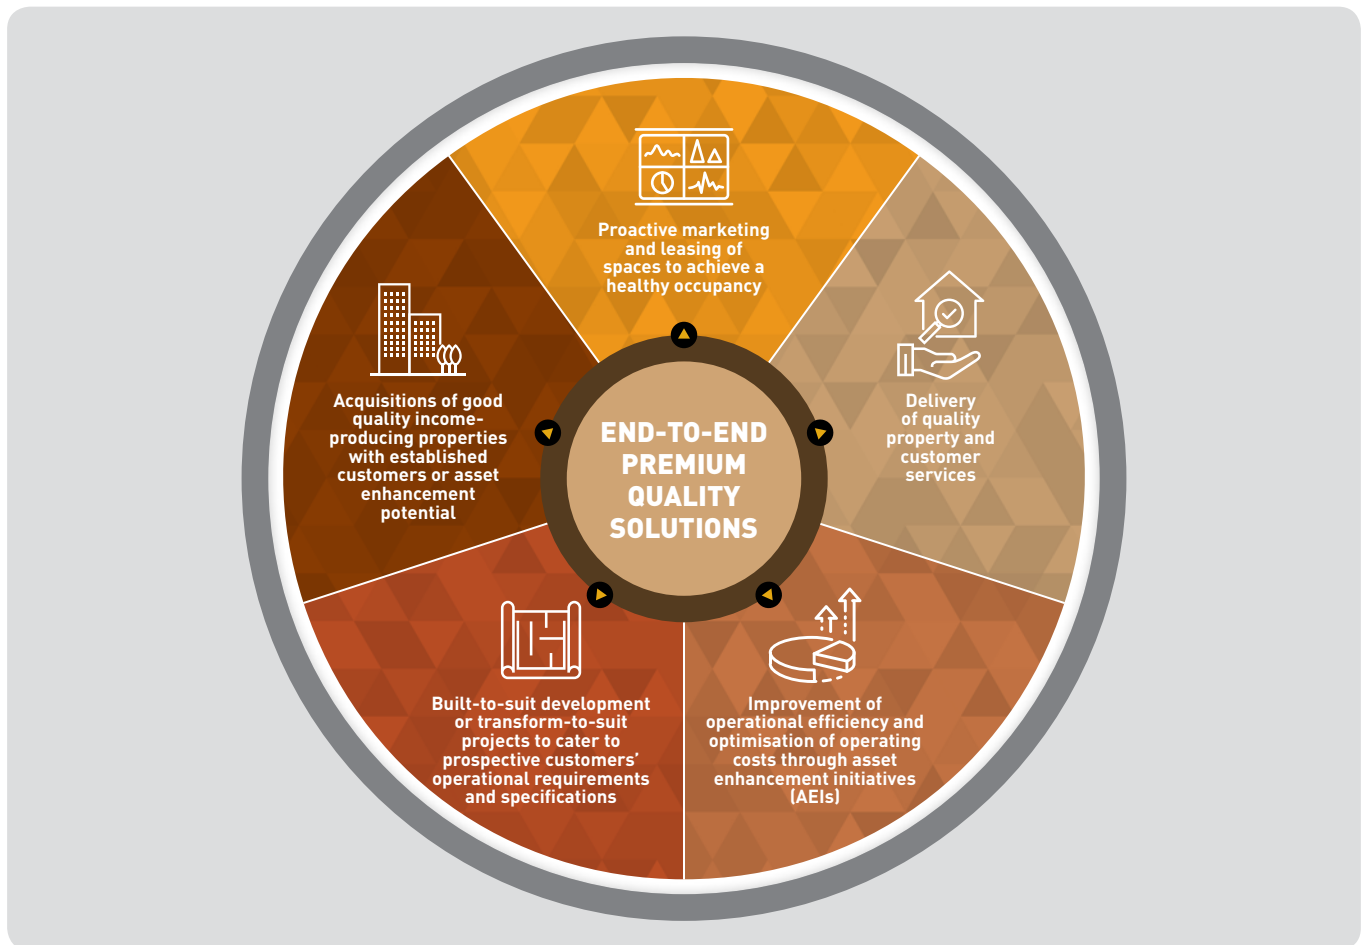 Proactive marketing
and leasing of
spaces to achieve a
healthy occupancy
Delivery
of quality
property and
customer
services
Improvement of
operational efficiency and
optimisation of operating
costs through asset
enhancement initiatives
(AEIs)
Built-to-suit development
or transform-to-suit
projects to cater to
prospective customers’
operational requirements
and specifications
Acquisitions of good
quality income-
producing properties
with established
customers or asset
enhancement
potential
END-TO-END
PREMIUM
QUALITY
SOLUTIONS